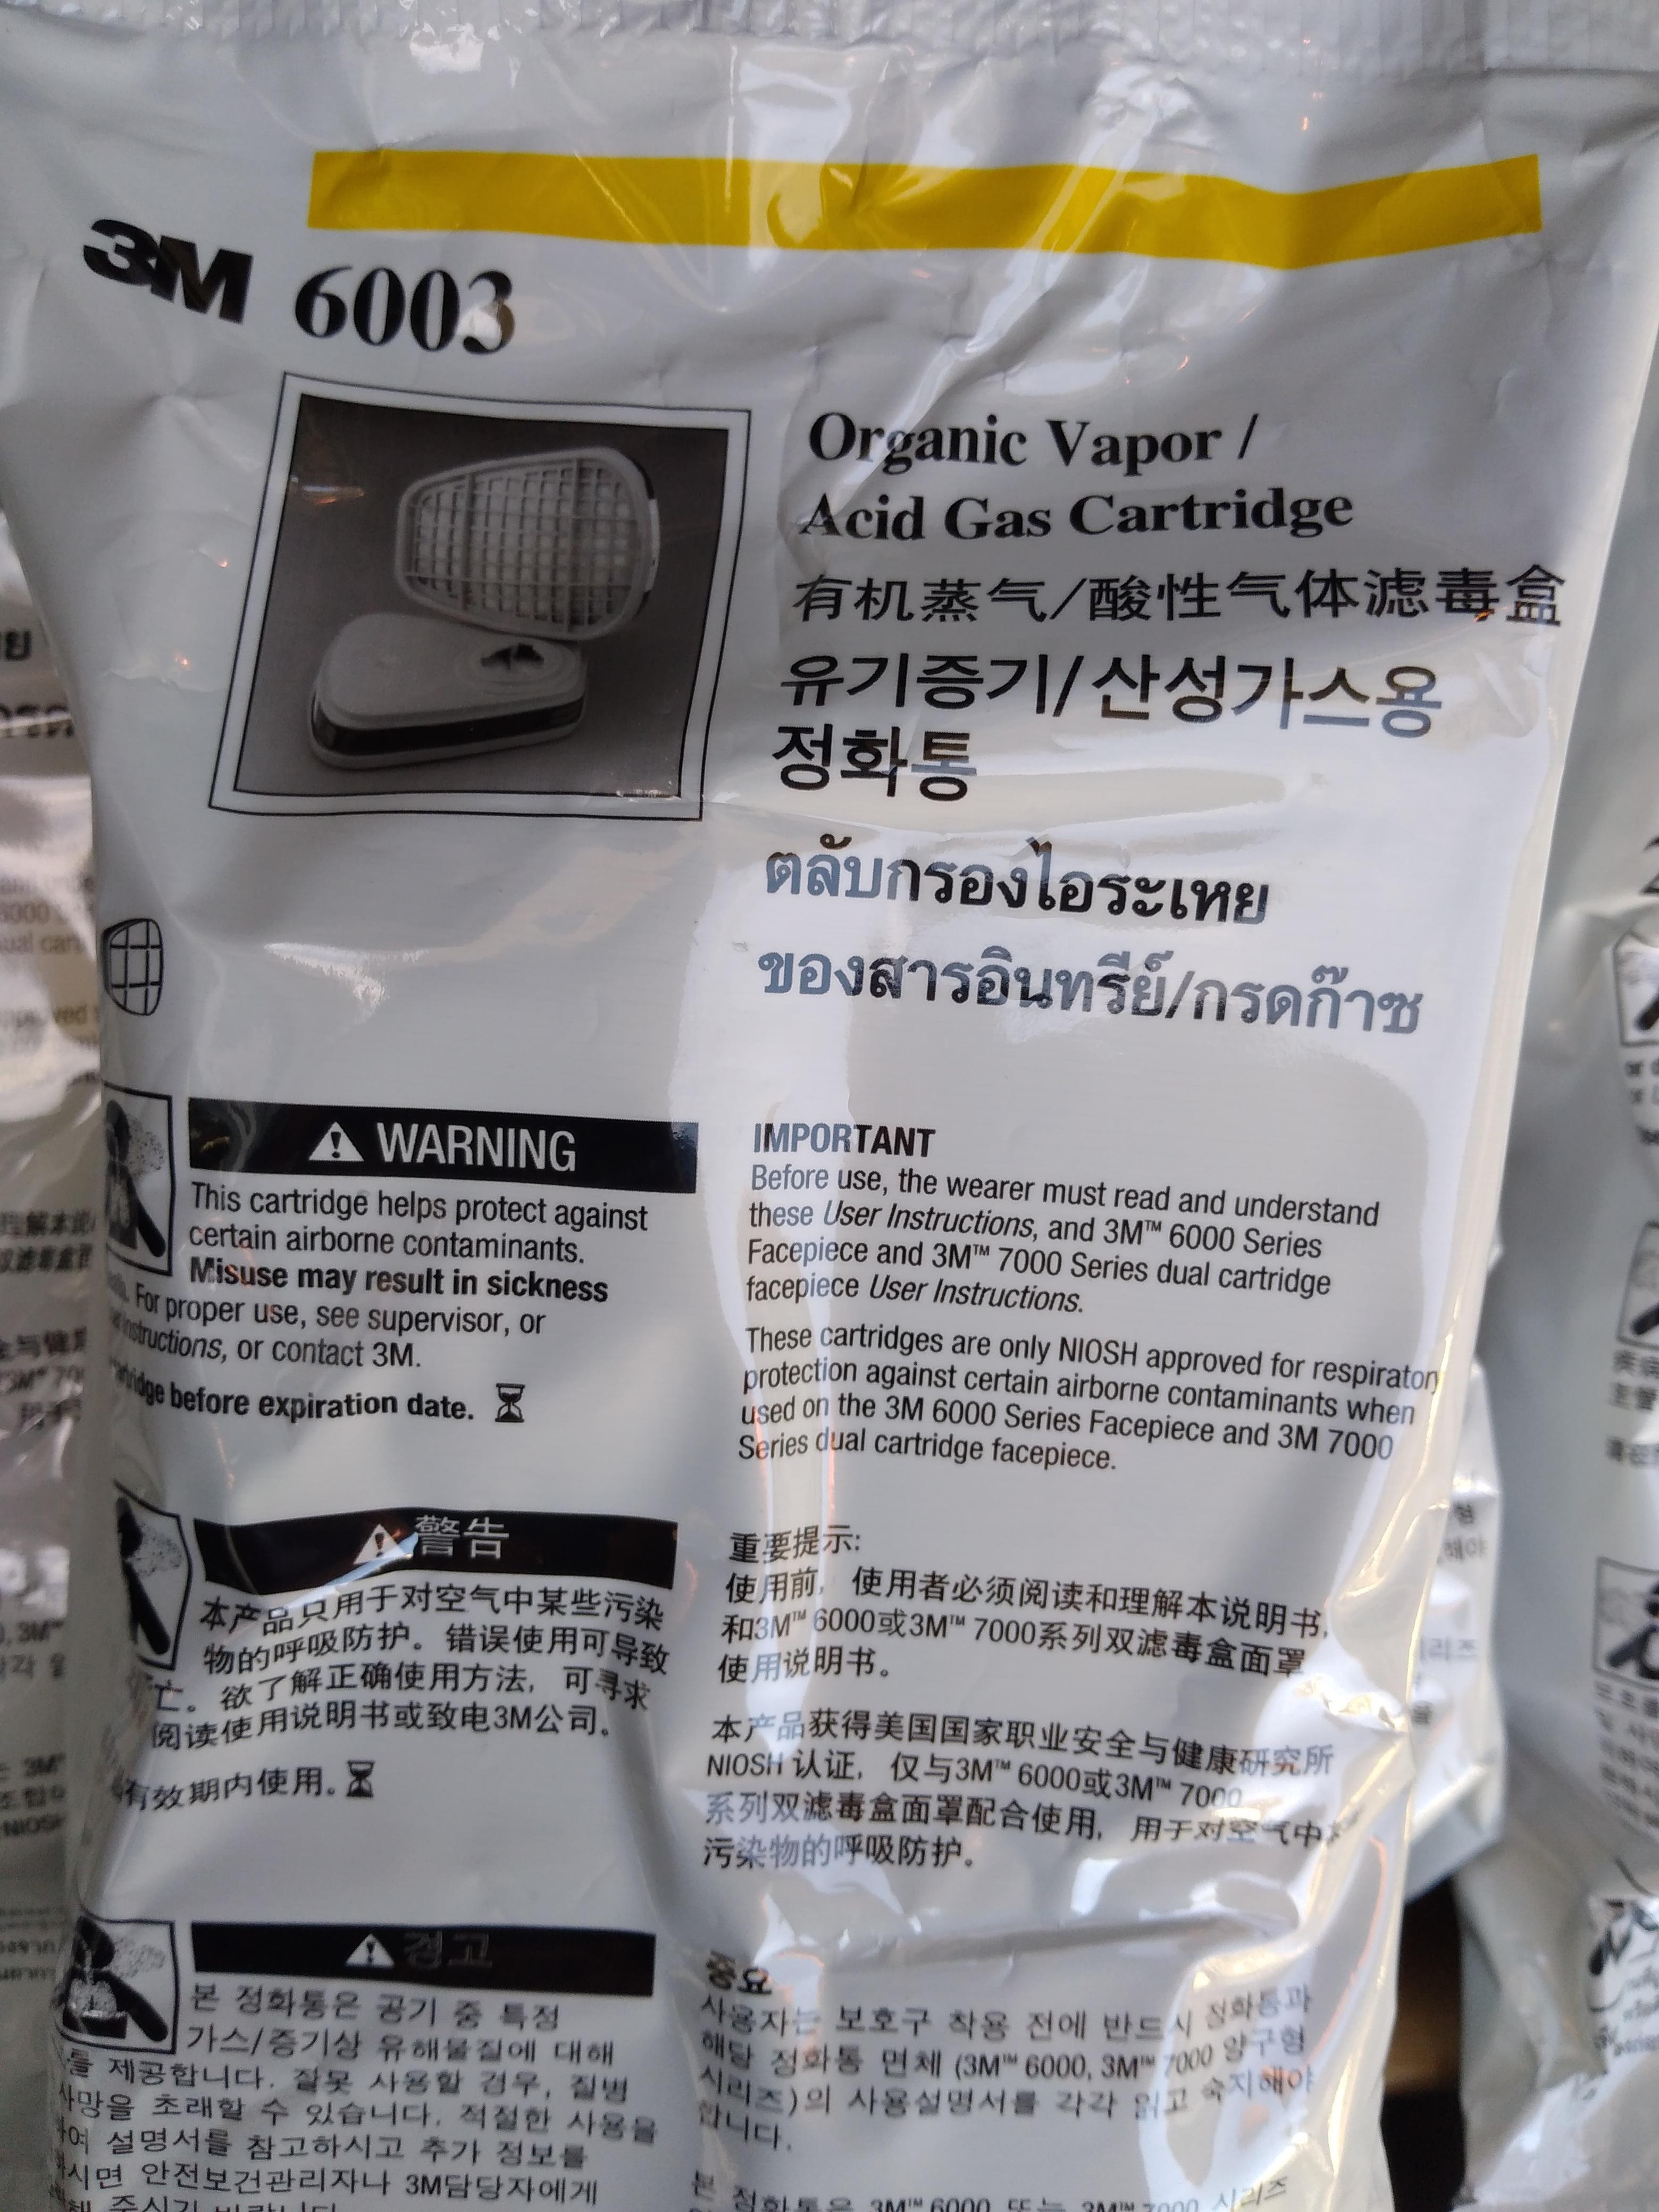 3M 6003
Organic Vapor /
Acid Gas Cartridge
有机蒸气/酸性气体滤毒盒
유기증기/산성가스용
정화통
ตลับกรองไอระเหย
ของสารอินทรีย์/กรดก๊าซ
WARNING
This cartridge helps protect against
certain airborne contaminants.
Misuse may result in sickness
For proper use, see supervisor, or
instructions, or contact 3M.
before expiration date.
IMPORTANT
Before use, the wearer must read and understand
these User Instructions, and 3M™ 6000 Series
Facepiece and 3M™ 7000 Series dual cartridge
facepiece User Instructions.
These cartridges are only NIOSH approved for respirator
protection against certain airborne contaminants when
used on the 3M 6000 Series Facepiece and 3M 7000
Series dual cartridge facepiece.
警告
本产品只用于对空气中某些污染
物的呼吸防护。错误使用可导致
亡。欲了解正确使用方法，可寻求
阅读使用说明书或致电3M公司。
有效期内使用。
重要提示:
使用前，使用者必须阅读和理解本说明书，
和3M™ 6000或3M™ 7000系列双滤毒盒面罩
使用说明书。
本产品获得美国国家职业安全与健康研究所
NIOSH 认证，仅与3M™ 6000或3M™ 7000
系列双滤毒盒面罩配合使用，用于对空气中
污染物的呼吸防护。
경고
본 정화통은 공기 중 특정
가스/증기상 유해물질에 대해
를 제공합니다. 잘못 사용할 경우, 질병
사망을 초래할 수 있습니다. 적절한 사용을
설명서를 참고하시고 추가 정보를
시면 안전보건관리자나 3M담당자에게
중요
사용자는 보호구 착용 전에 반드시 정화통과
해당 정화통 면체 (3M™ 6000, 3M™ 7000 양구형
시리즈)의 사용설명서를 각각 읽고 숙지해야
합니다.
본 정화통은 3M™ 6000 또는 3M™ 7000 시리즈